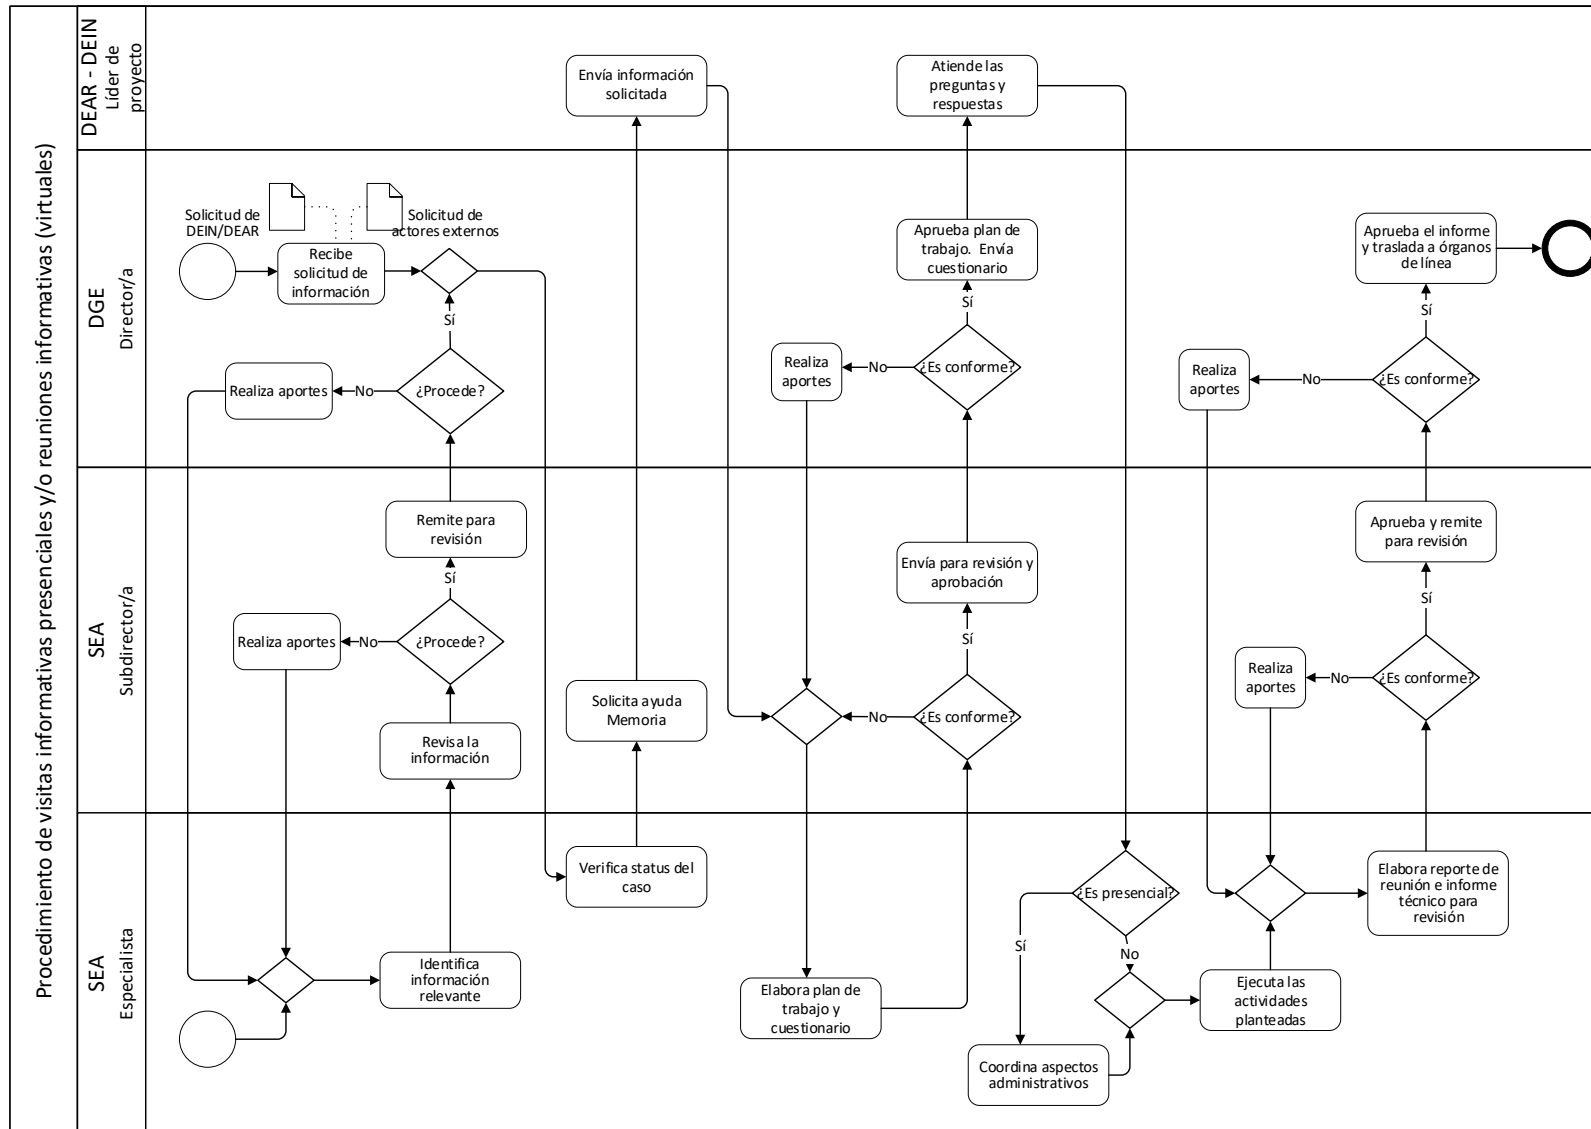 Procedimiento de visitas informativas presenciales y/o reuniones informativas (virtuales)
DEAR - DEIN
Líder de
proyecto
Envía información
solicitada
Atiende las
preguntas y
respuestas
DGE
Director/a
Solicitud de
DEIN/DEAR
Solicitud de
actores externos
Recibe
solicitud de
información
Sí
Realiza aportes
No
¿Procede?
Aprueba plan de
trabajo. Envía
cuestionario
Sí
Realiza
aportes
No
¿Es conforme?
Aprueba el informe
y traslada a órganos
de línea
Sí
Realiza
aportes
No
¿Es conforme?
SEA
Subdirector/a
Remite para
revisión
Sí
Realiza aportes
No
¿Procede?
Revisa la
información
Solicita ayuda
Memoria
Envía para revisión y
aprobación
Sí
No
¿Es conforme?
Aprueba y remite
para revisión
Sí
Realiza
aportes
No
¿Es conforme?
SEA
Especialista
Identifica
información
relevante
Verifica status del
caso
Elabora plan de
trabajo y
cuestionario
¿Es presencial?
Sí
No
Coordina aspectos
administrativos
Ejecuta las
actividades
planteadas
Elabora reporte de
reunión e informe
técnico para
revisión